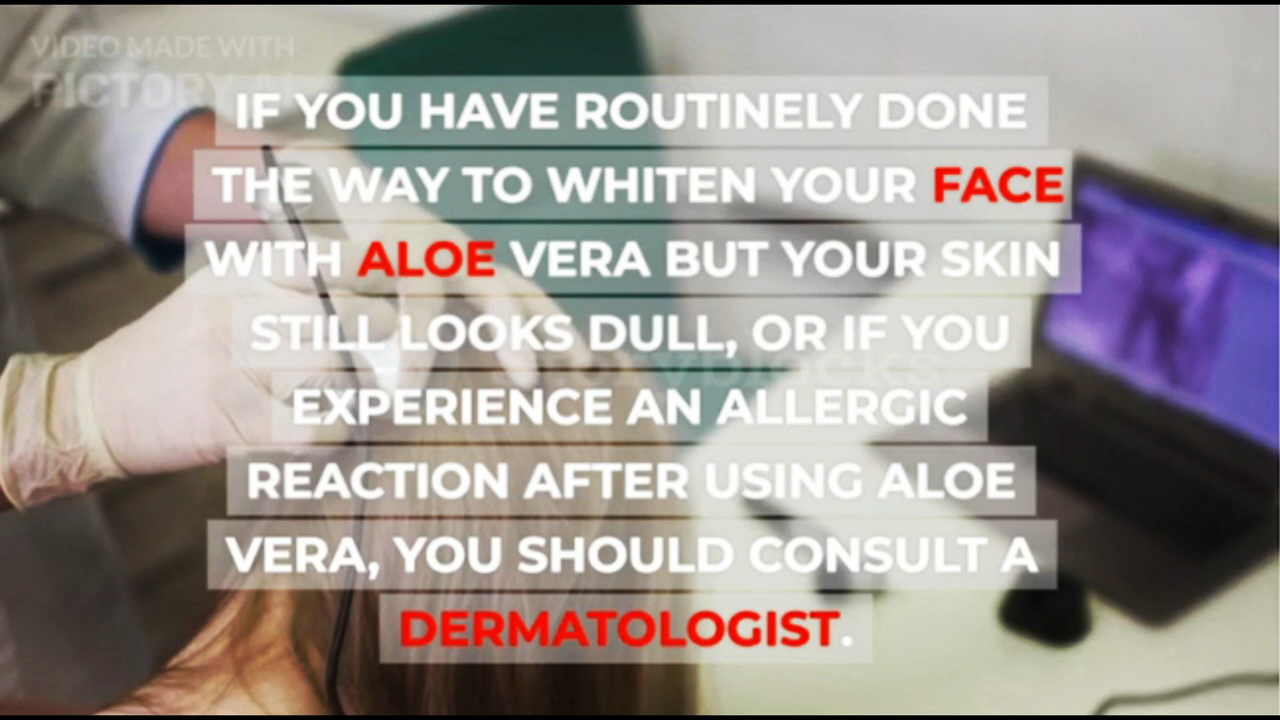 VIDEO MADE WITH
PICTORY.AI
IF YOU HAVE ROUTINELY DONE
THE WAY TO WHITEN YOUR FACE
WITH ALOE VERA BUT YOUR SKIN
STILL LOOKS DULL, OR IF YOU
EXPERIENCE AN ALLERGIC
REACTION AFTER USING ALOE
VERA, YOU SHOULD CONSULT A
DERMATOLOGIST.